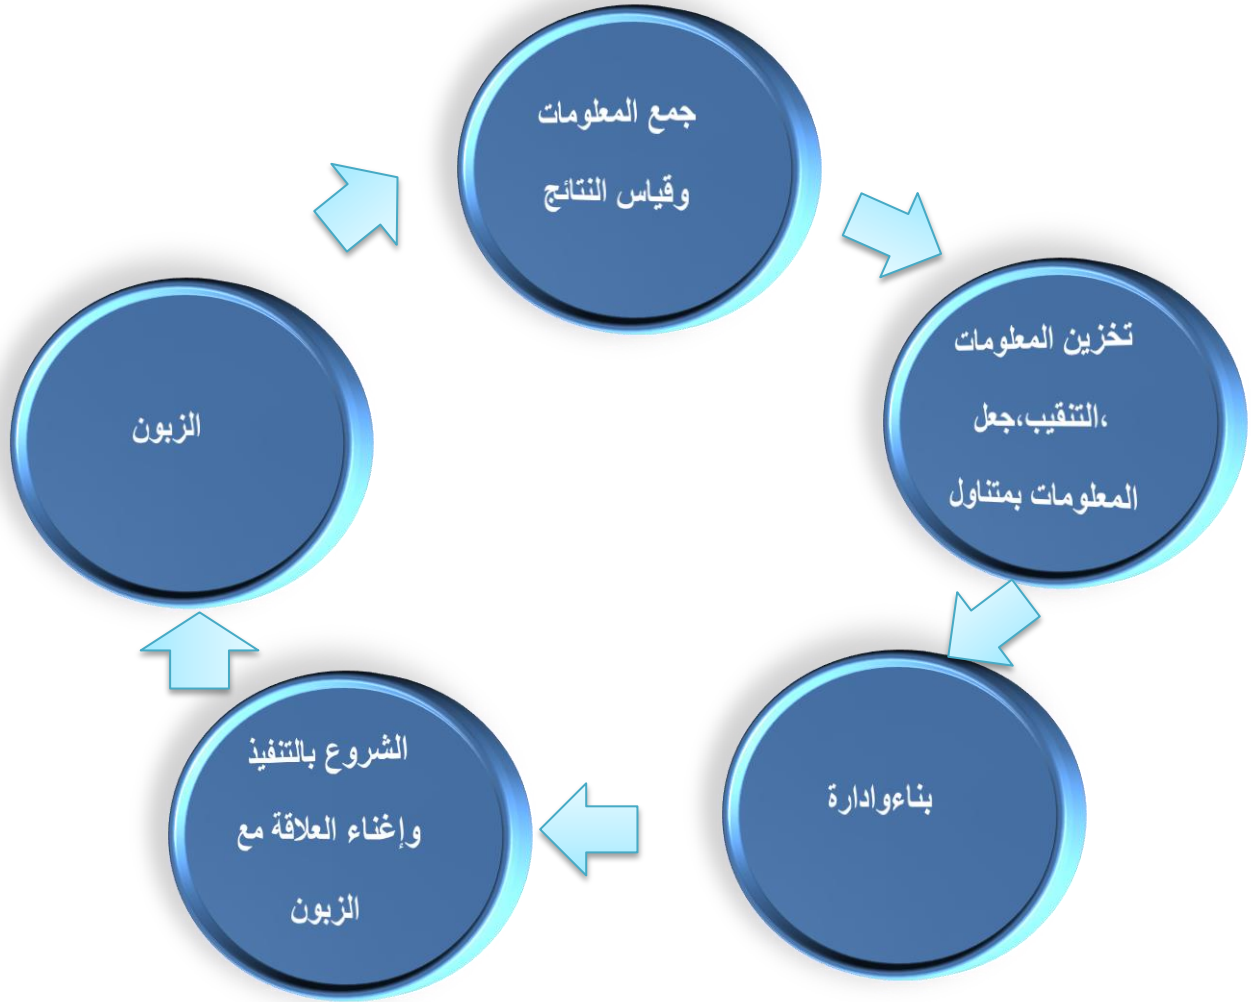 جمع المعلومات
وقياس النتائج
تخزين المعلومات
،التنقيب،جعل
المعلومات بمتناول
بناءوادارة
الشروع بالتنفيذ
وإغناء العلاقة مع
الزبون
الزبون